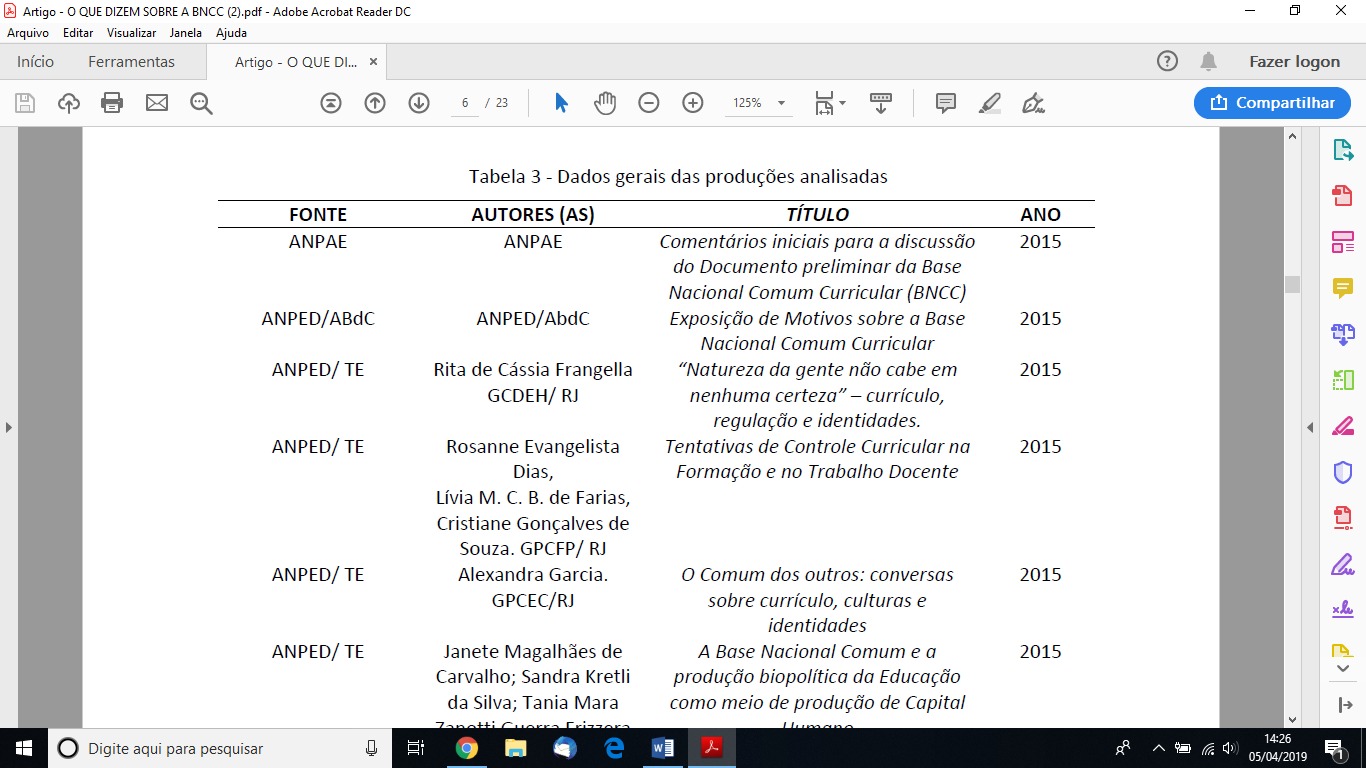 Artigo - O QUE DIZEM SOBRE A BNCC (2).pdf - Adobe Acrobat Reader DC
Arquivo Editar Visualizar Janela Ajuda
Início Ferramentas Artigo - O QUE DI... × Fazer logon
6 / 23 125% Compartilhar
Tabela 3 - Dados gerais das produções analisadas
FONTE AUTORES (AS) TÍTULO ANO
ANPAE ANPAE Comentários iniciais para a discussão 2015
do Documento preliminar da Base
Nacional Comum Curricular (BNCC)
ANPED/ABdC ANPED/AbdC Exposição de Motivos sobre a Base 2015
Nacional Comum Curricular
ANPED/ TE Rita de Cássia Frangella “Natureza da gente não cabe em 2015
GCDEH/ RJ nenhuma certeza” – currículo,
regulação e identidades.
ANPED/ TE Rosanne Evangelista Tentativas de Controle Curricular na 2015
Dias, Formação e no Trabalho Docente
Lívia M. C. B. de Farias,
Cristiane Gonçalves de
Souza. GPCFP/ RJ
ANPED/ TE Alexandra Garcia. O Comum dos outros: conversas 2015
GPCEC/RJ sobre currículo, culturas e
identidades
ANPED/ TE Janete Magalhães de A Base Nacional Comum e a 2015
Carvalho; Sandra Kretli produção biopolítica da Educação
da Silva; Tania Mara como meio de produção de Capital
Zanotti Guerra Frizzera Humano
Digite aqui para pesquisar 14:26
05/04/2019 1